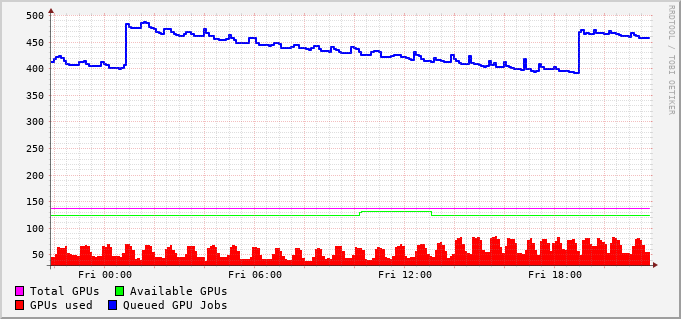 500
450
400
350
300
250
200
150
100
50
Fri 00:00 Fri 06:00 Fri 12:00 Fri 18:00
Total GPUs Available GPUs
GPUs used Queued GPU Jobs
RRDTOOL / TOBI OETIKER